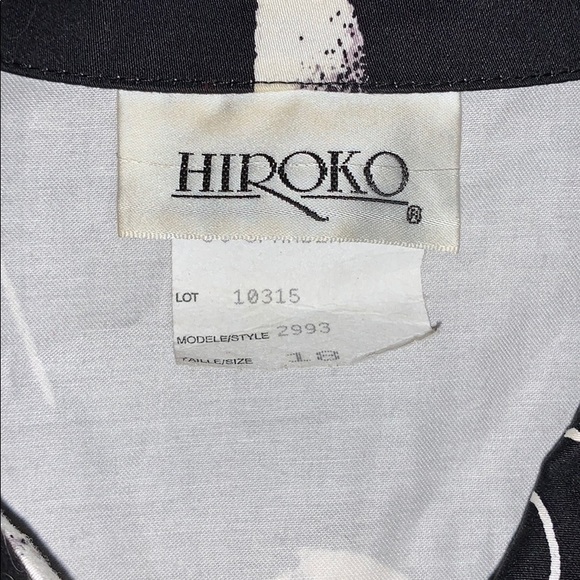 HIROKO
®
LOT 10315
MODELE/STYLE 2993
TAILLE/SIZE 18